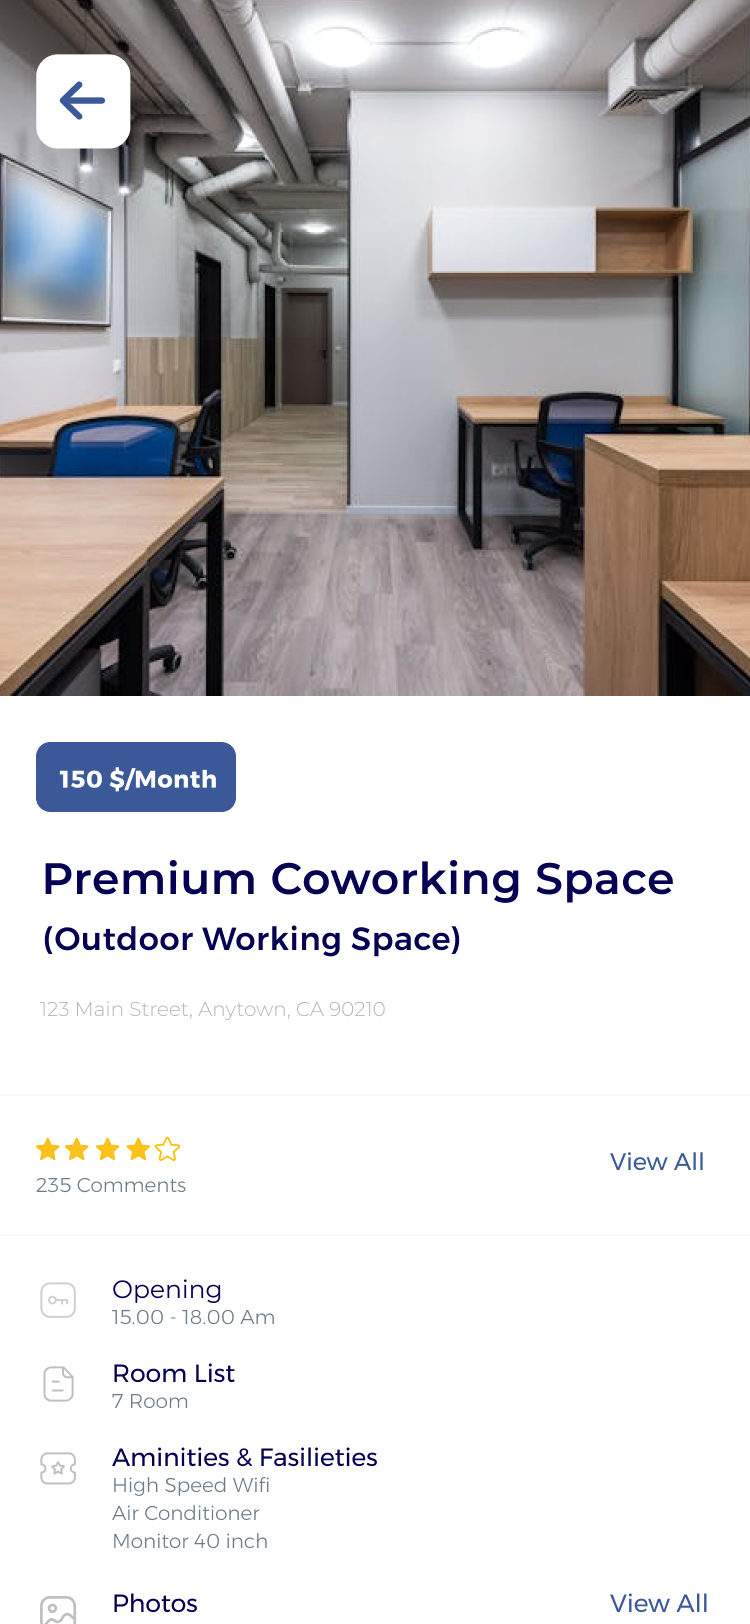 150 $/Month
Premium Coworking Space
(Outdoor Working Space)
123 Main Street, Anytown, CA 90210
235 Comments
View All
Opening
15.00 - 18.00 Am
Room List
7 Room
Aminities & Fasilieties
High Speed Wifi
Air Conditioner
Monitor 40 inch
Photos
View All